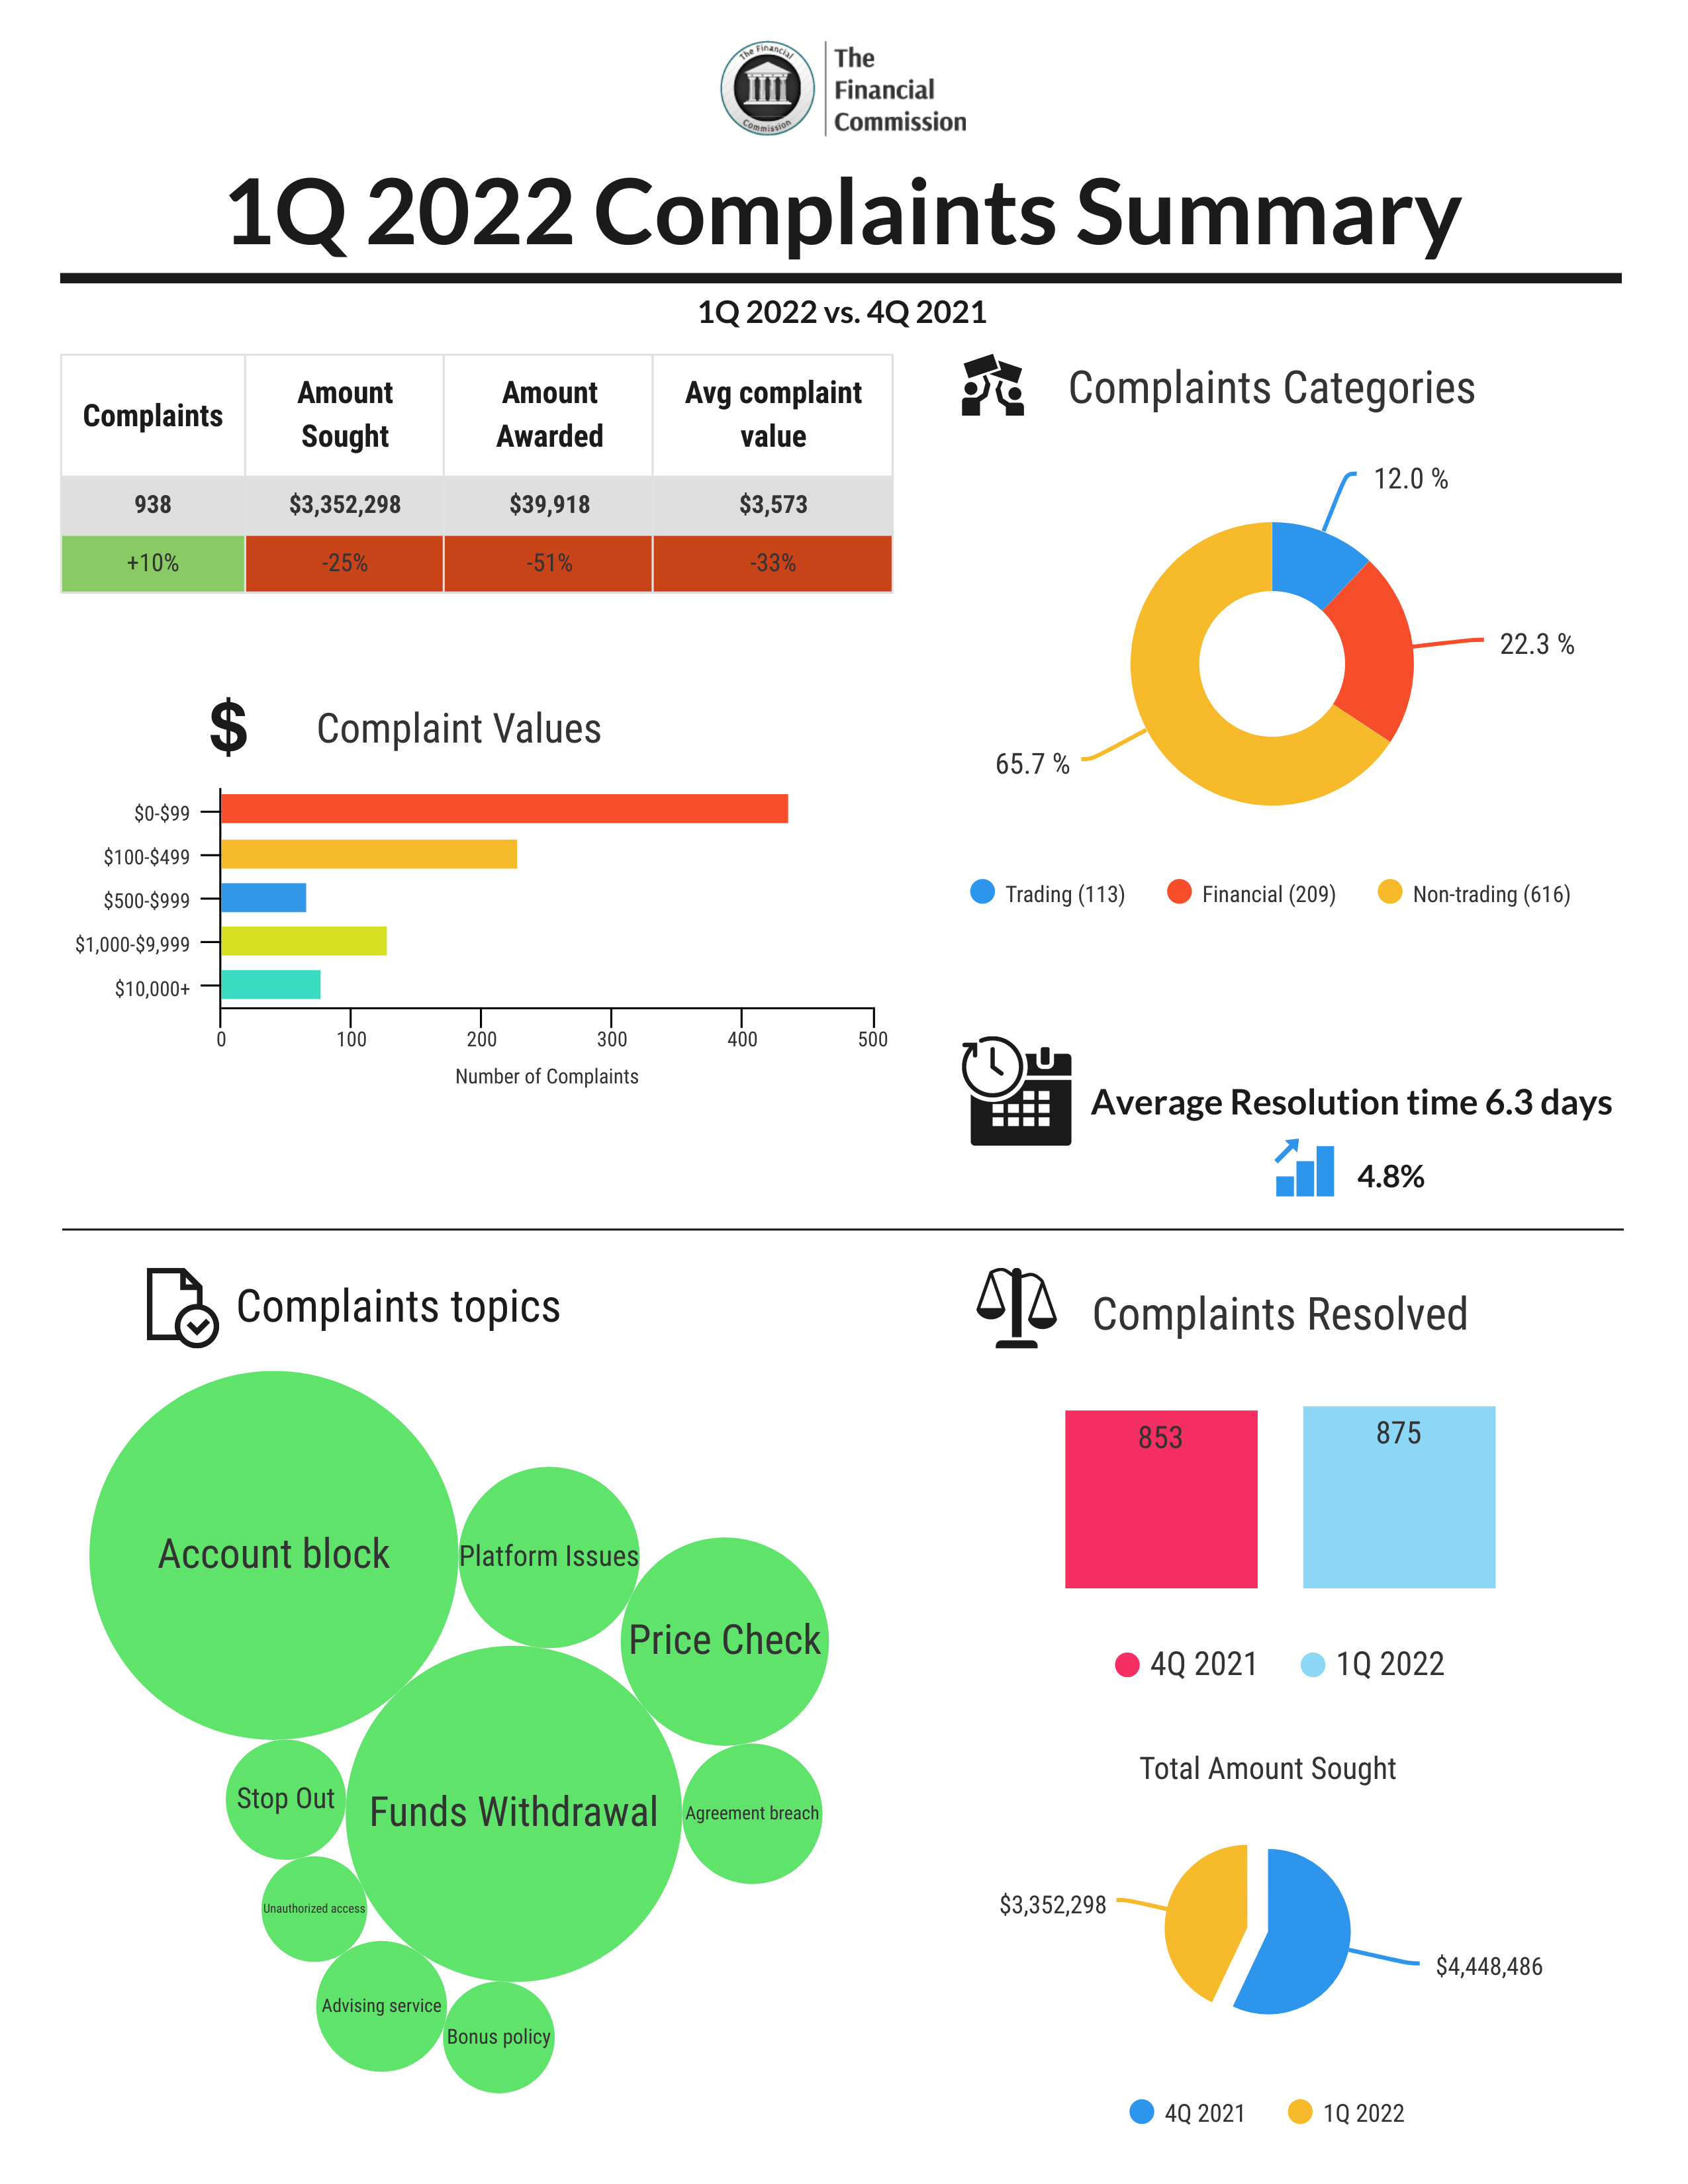 The Financial
Commission
The
Financial
Commission
1Q 2022 Complaints Summary
1Q 2022 vs. 4Q 2021
Complaints
Amount
Sought
Amount
Awarded
Avg complaint
value
938
$3,352,298
$39,918
$3,573
+10%
-25%
-51%
-33%
Complaints Categories
12.0 %
22.3 %
65.7 %
Trading (113)
Financial (209)
Non-trading (616)
$
Complaint Values
$0-$99
$100-$499
$500-$999
$1,000-$9,999
$10,000+
0
100
200
300
400
500
Number of Complaints
Average Resolution time 6.3 days
4.8%
Complaints topics
Account block
Platform Issues
Price Check
Stop Out
Funds Withdrawal
Agreement breach
Unauthorized access
Advising service
Bonus policy
Complaints Resolved
853
875
4Q 2021
1Q 2022
Total Amount Sought
$3,352,298
$4,448,486
4Q 2021
1Q 2022